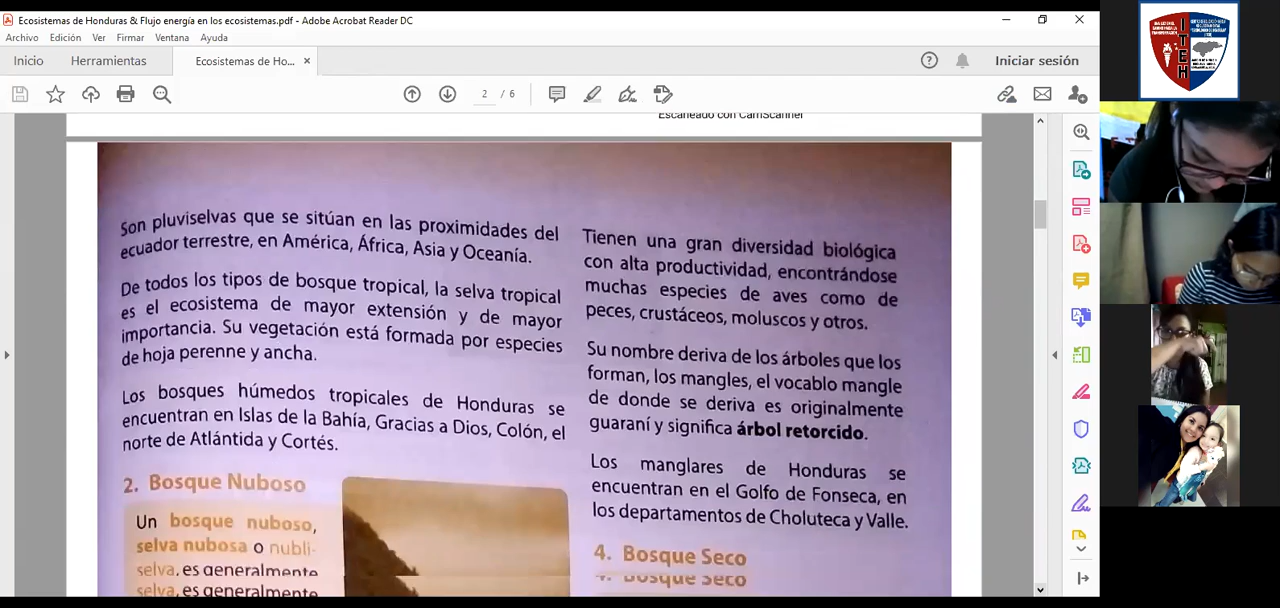 Ecosistemas de Honduras & Flujo energía en los ecosistemas.pdf - Adobe Acrobat Reader DC
Archivo Edición Ver Firmar Ventana Ayuda
Inicio Herramientas Ecosistemas de Ho... Iniciar sesión
2 / 6
Escaneado con CamScanner
Son pluviselvas que se sitúan en las proximidades del
ecuador terrestre, en América, África, Asia y Oceanía.
De todos los tipos de bosque tropical, la selva tropical
es el ecosistema de mayor extensión y de mayor
importancia. Su vegetación está formada por especies
de hoja perenne y ancha.
Los bosques húmedos tropicales de Honduras se
encuentran en Islas de la Bahía, Gracias a Dios, Colón, el
norte de Atlántida y Cortés.
2. Bosque Nuboso
Un bosque nuboso,
selva nubosa o nubli-
selva, es generalmente
selva, es generalmente
Tienen una gran diversidad biológica
con alta productividad, encontrándose
muchas especies de aves como de
peces, crustáceos, moluscos y otros.
Su nombre deriva de los árboles que los
forman, los mangles, el vocablo mangle
de donde se deriva es originalmente
guaraní y significa árbol retorcido.
Los manglares de Honduras se
encuentran en el Golfo de Fonseca, en
los departamentos de Choluteca y Valle.
4. Bosque Seco
4. Bosque Seco
ITEH